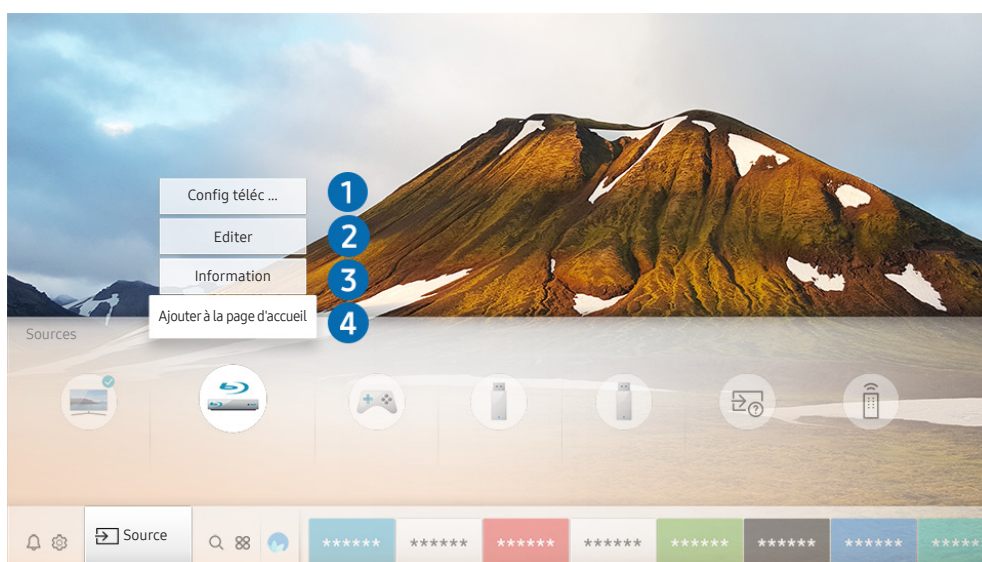 Config téléc ...
1
Editer
2
Information
3
Ajouter à la page d'accueil
4
Sources
Source
****** ****** ****** ****** ****** ****** ****** *****